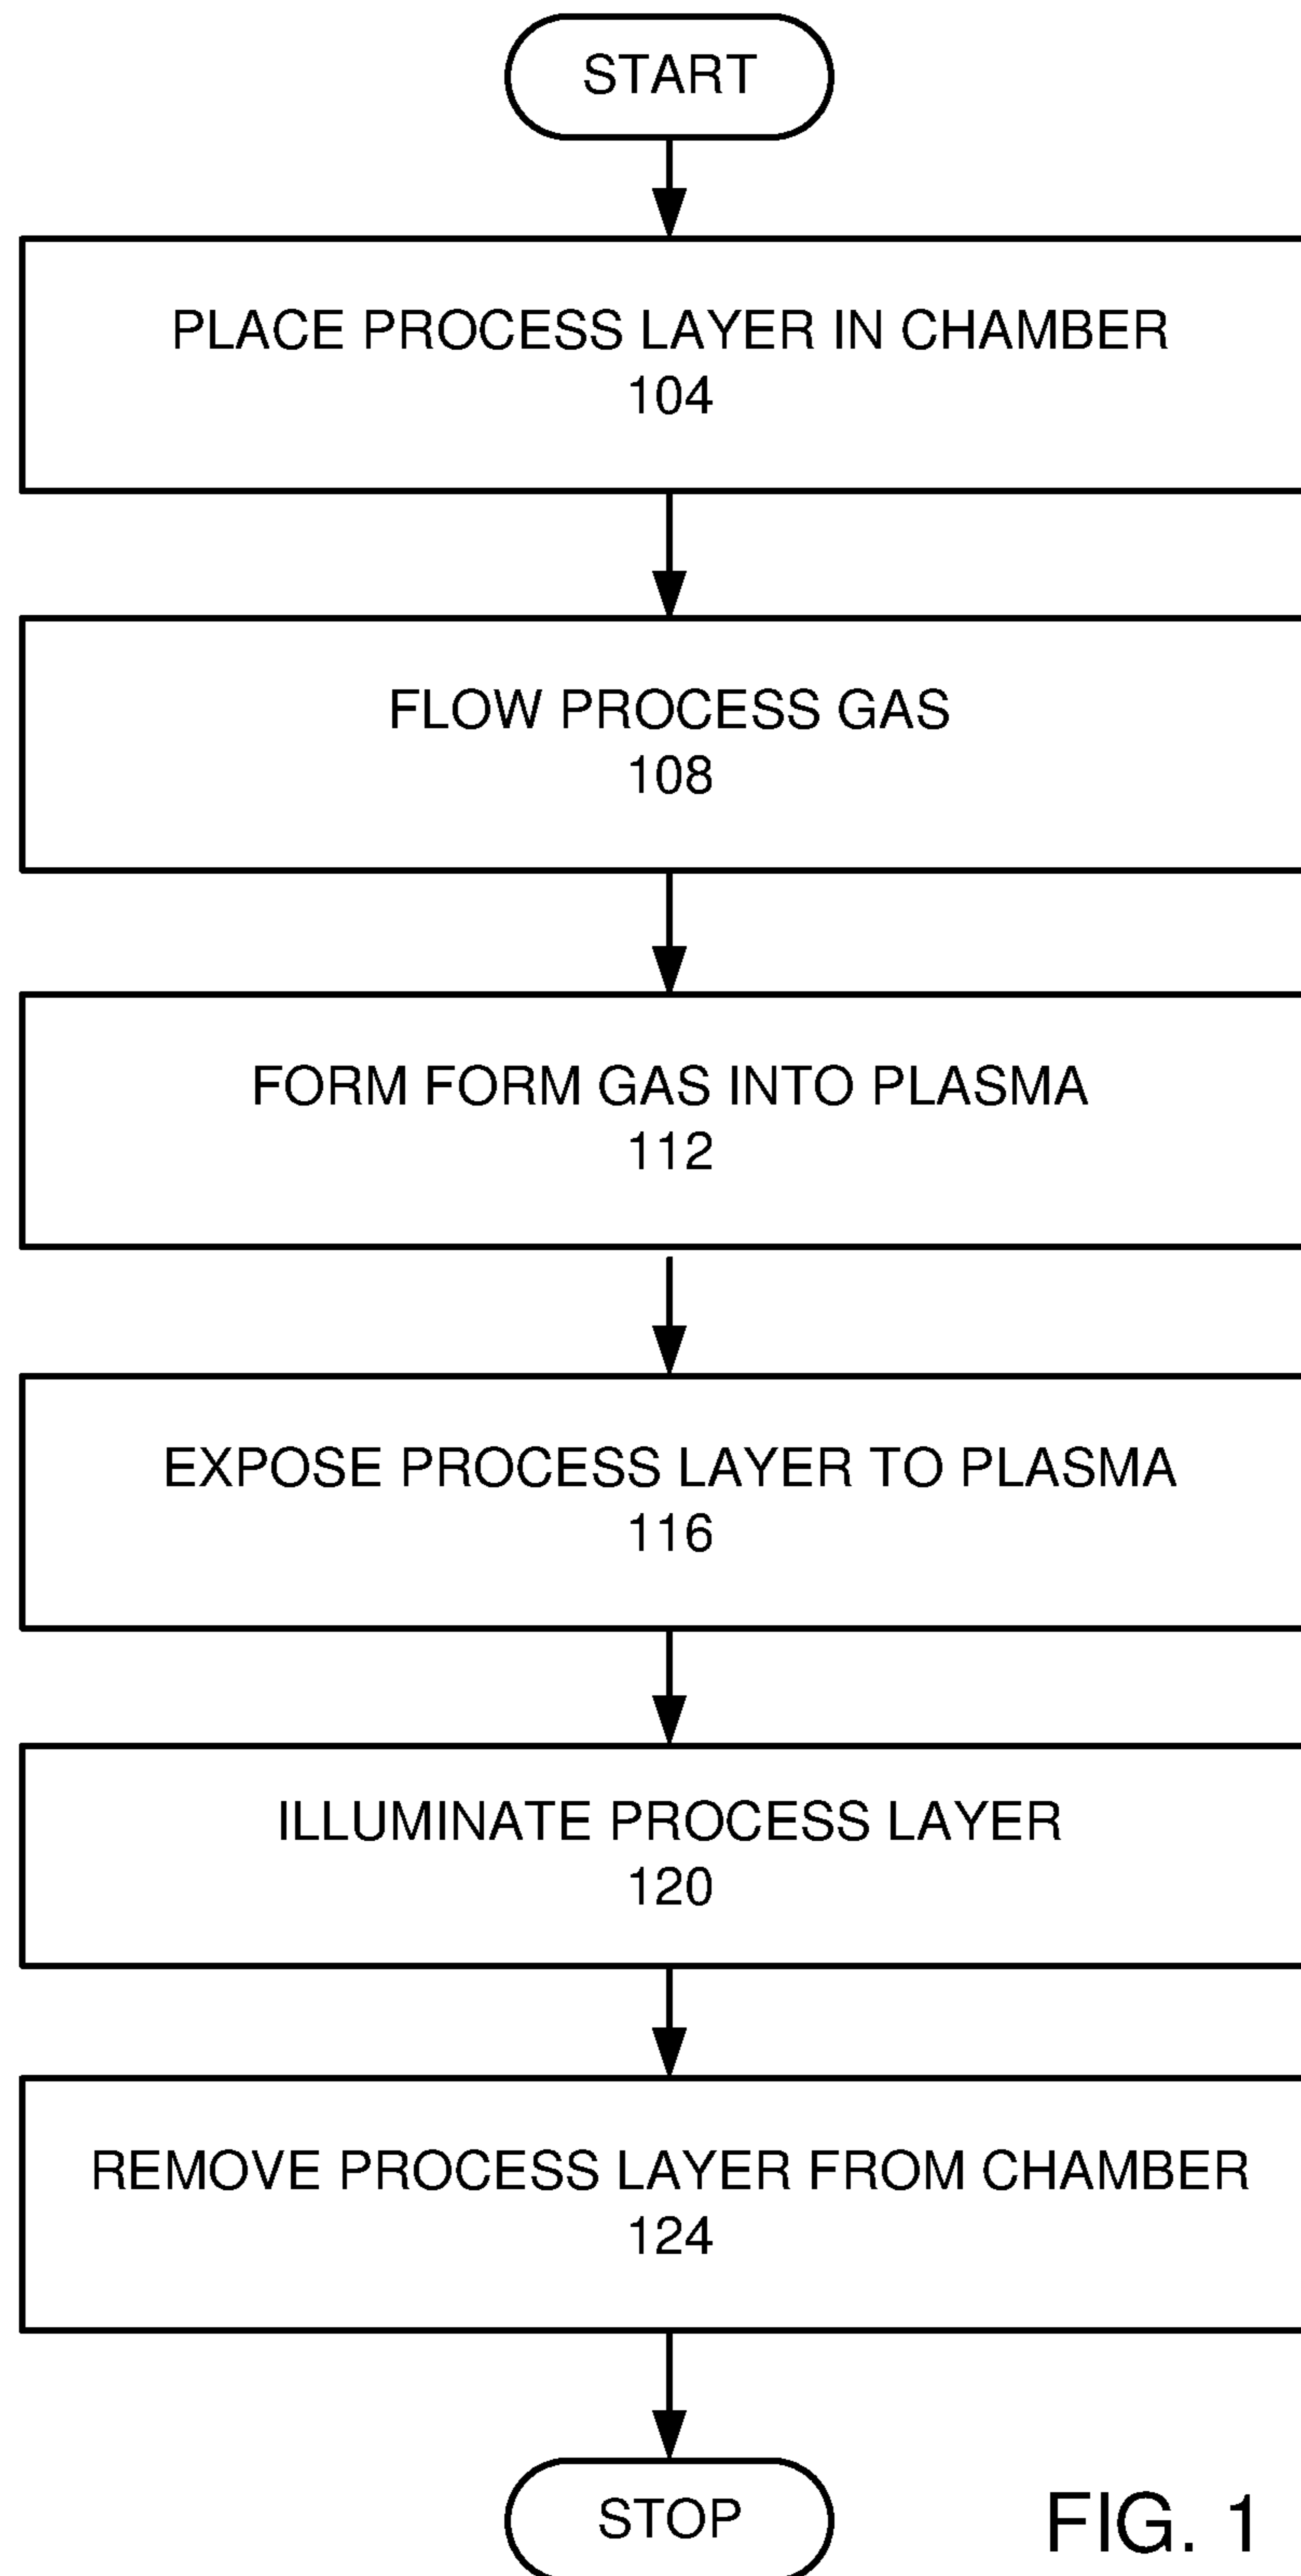 START
PLACE PROCESS LAYER IN CHAMBER
104
FLOW PROCESS GAS
108
FORM FORM GAS INTO PLASMA
112
EXPOSE PROCESS LAYER TO PLASMA
116
ILLUMINATE PROCESS LAYER
120
REMOVE PROCESS LAYER FROM CHAMBER
124
STOP
FIG. 1